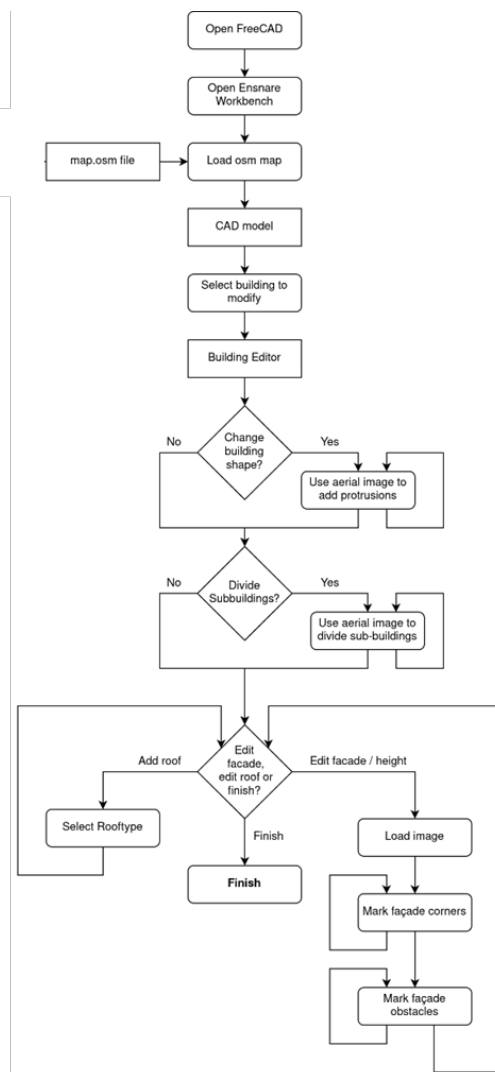 Open FreeCAD
Open Ensnare
Workbench
map.osm file
Load osm map
CAD model
Select building to
modify
Building Editor
No
Change
building
shape?
Yes
Use aerial image to
add protrusions
No
Divide
Subbuildings?
Yes
Use aerial image to
divide sub-buildings
Add roof
Edit
facade,
edit roof or
finish?
Edit facade / height
Select Rooftype
Finish
Load image
Finish
Mark façade corners
Mark façade
obstacles